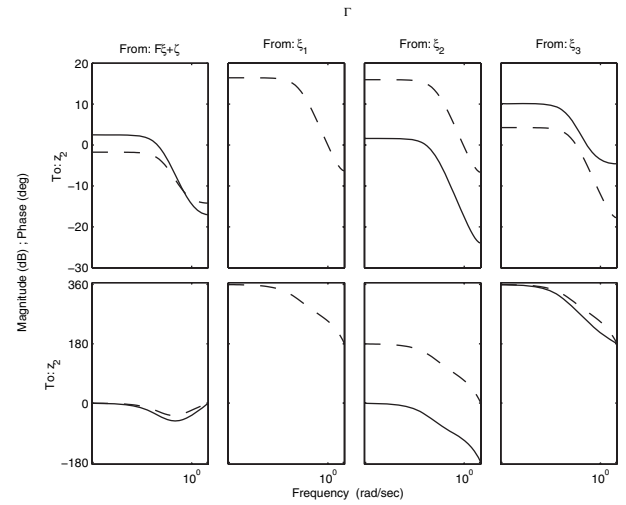 Γ
From: Fξ+ζ
From: ξ1
From: ξ2
From: ξ3
Magnitude (dB) ; Phase (deg)
To: z2
20
10
0
−10
−20
−30
To: z2
360
180
0
−180
10^0
10^0
10^0
10^0
Frequency (rad/sec)